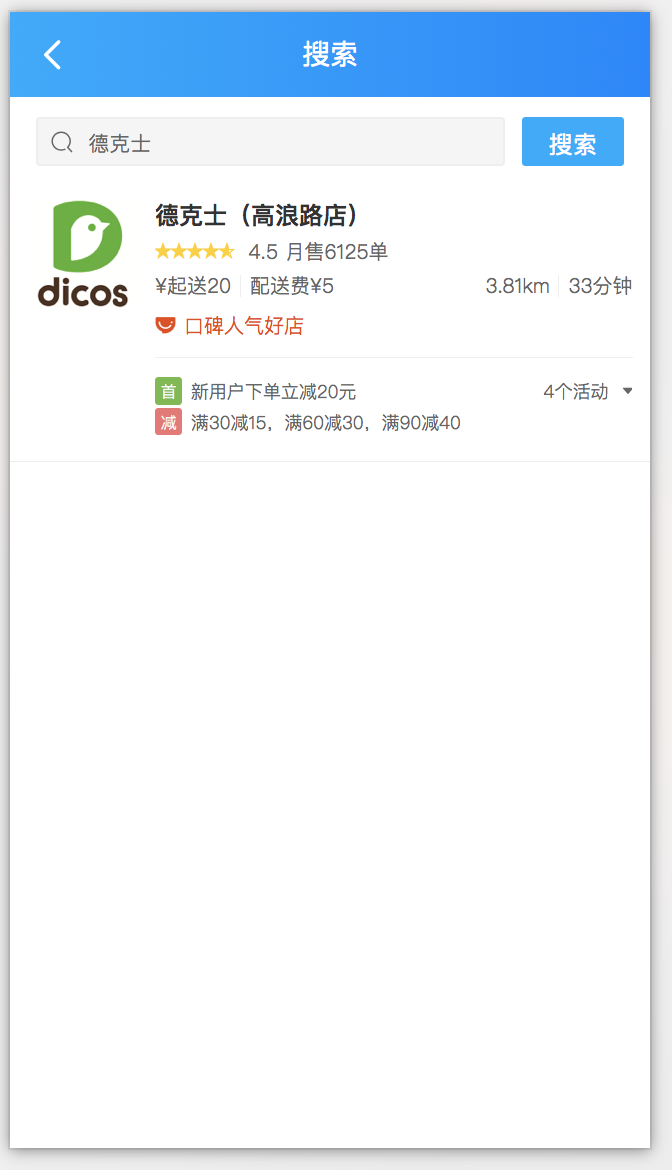 搜索
德克士
搜索
dicos
德克士（高浪路店）
4.5 月售6125单
¥起送20 配送费¥5 3.81km 33分钟
口碑人气好店
首 新用户下单立减20元 4个活动
减 满30减15，满60减30，满90减40